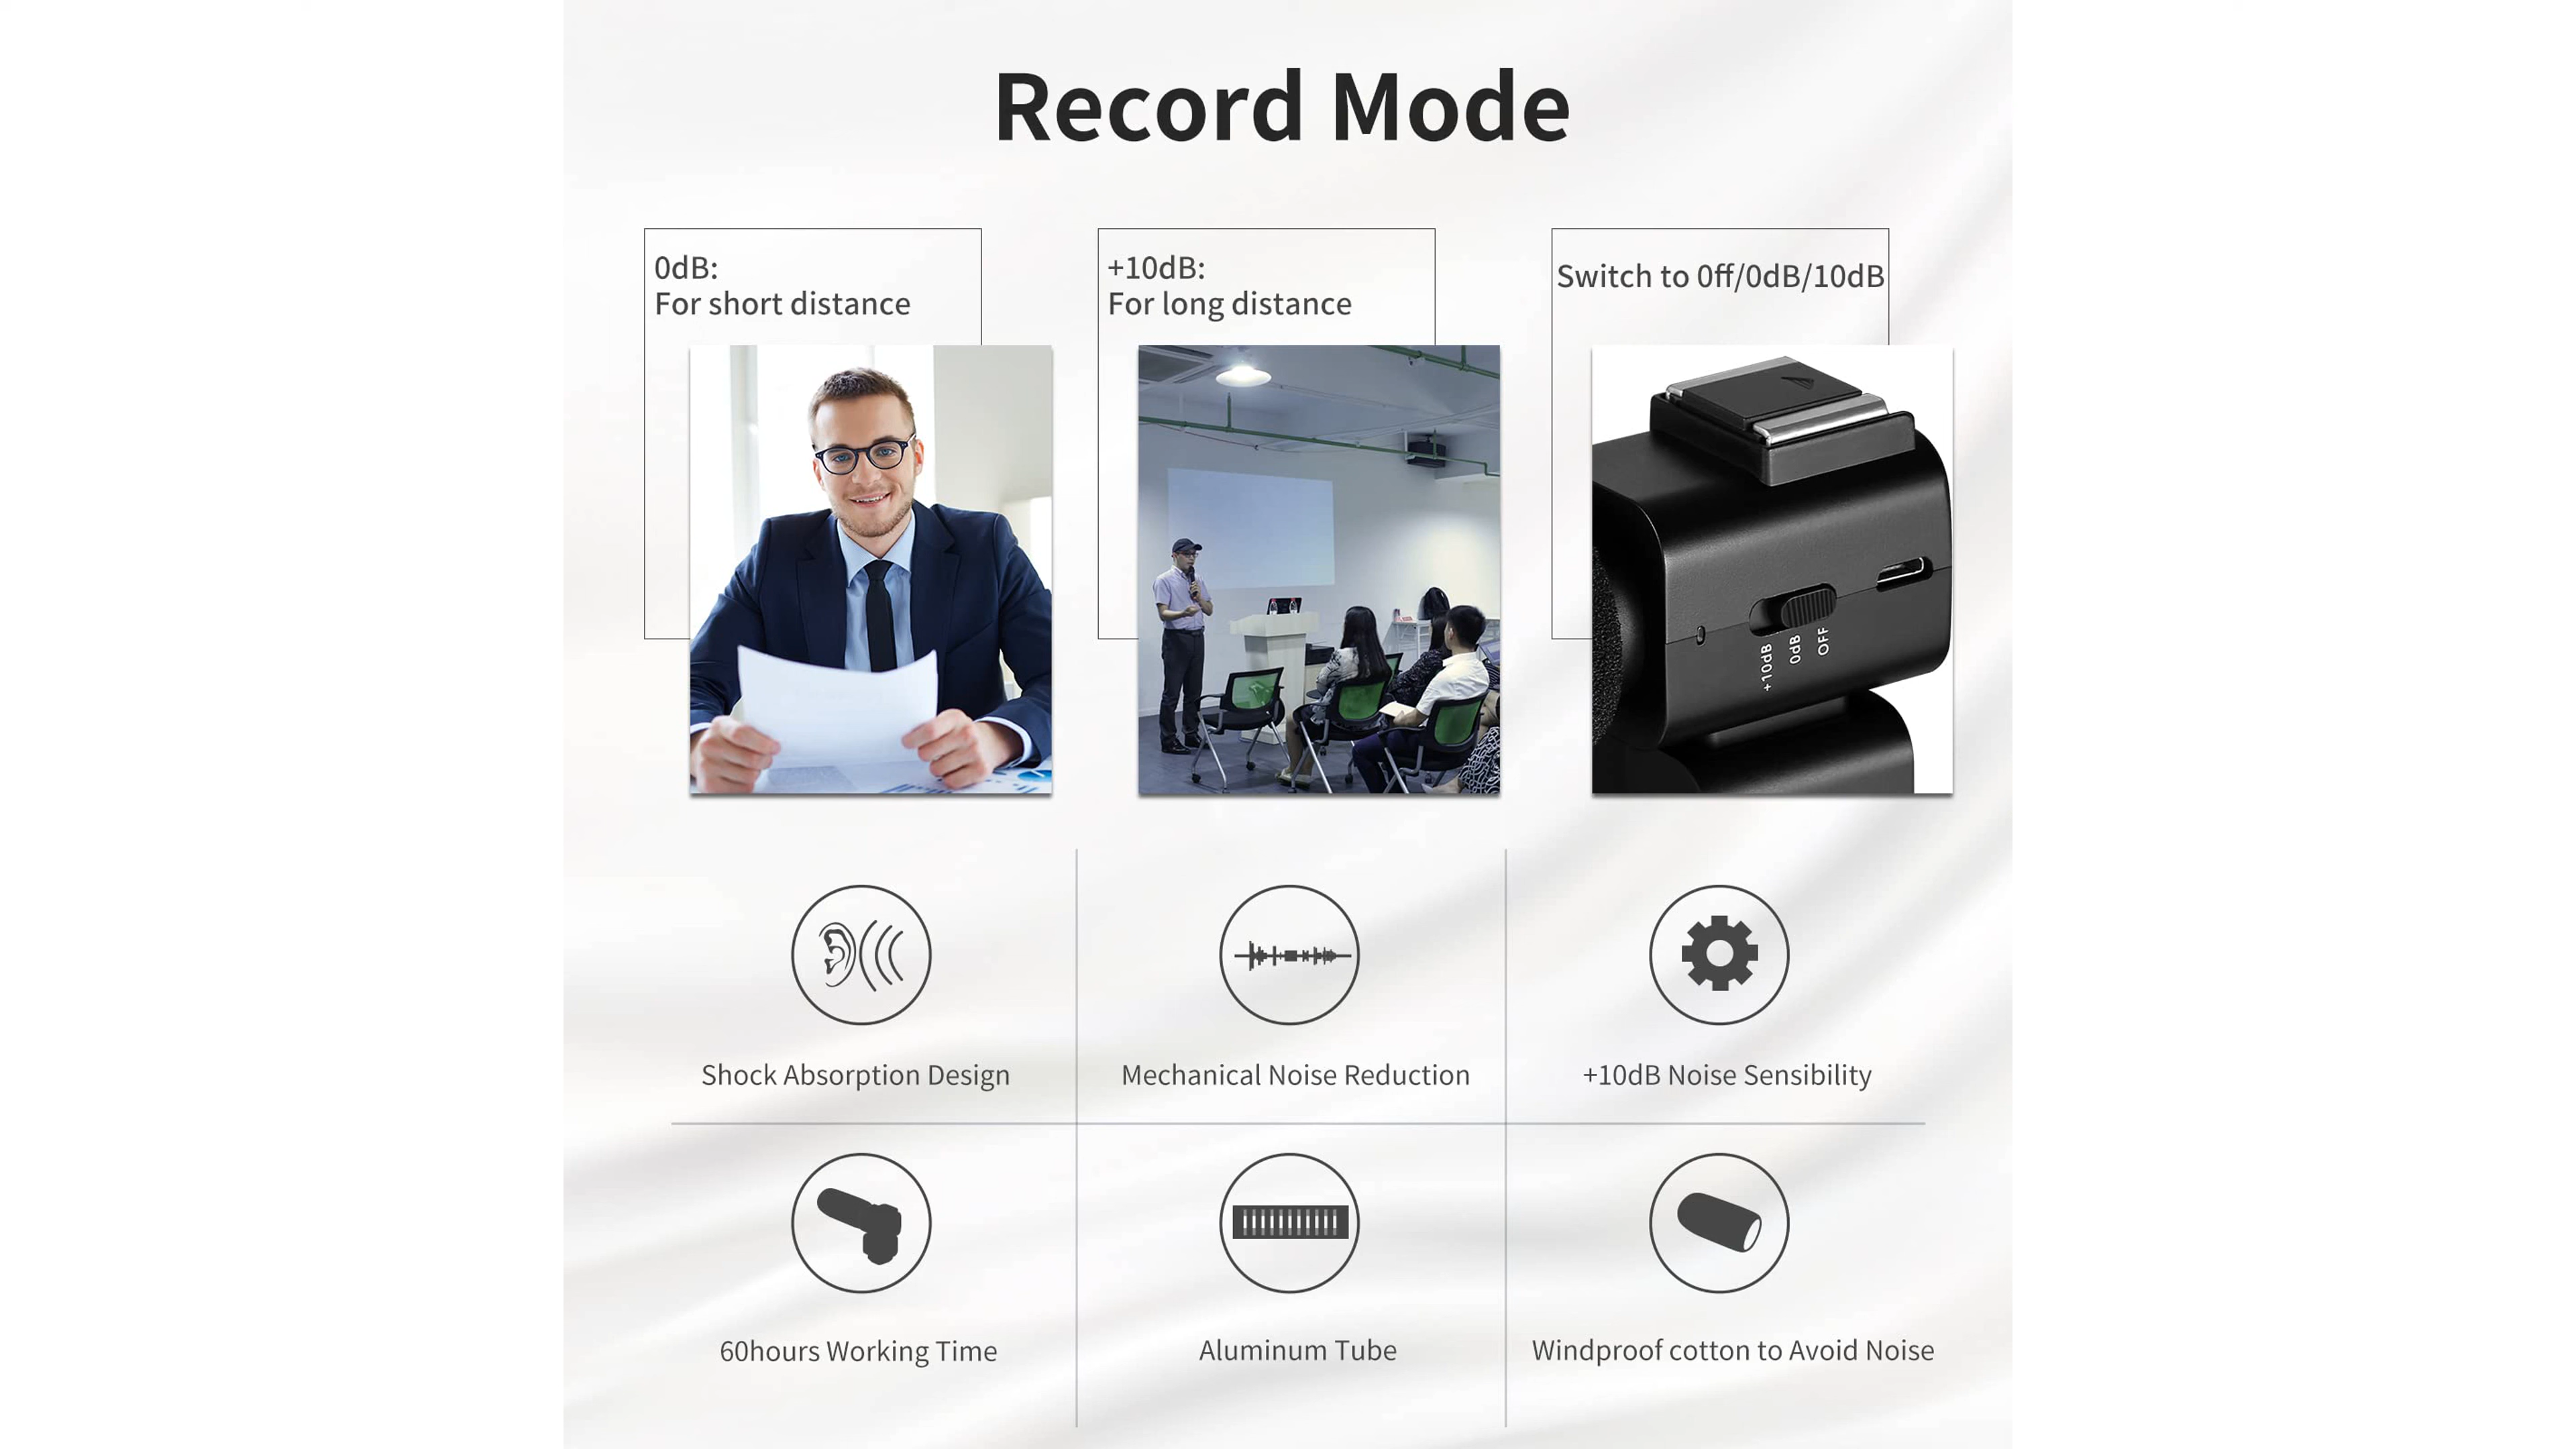 Record Mode
0dB:
For short distance
+10dB:
For long distance
Switch to 0ff/0dB/10dB
+10dB
0dB
OFF
Shock Absorption Design
Mechanical Noise Reduction
+10dB Noise Sensibility
60hours Working Time
Aluminum Tube
Windproof cotton to Avoid Noise